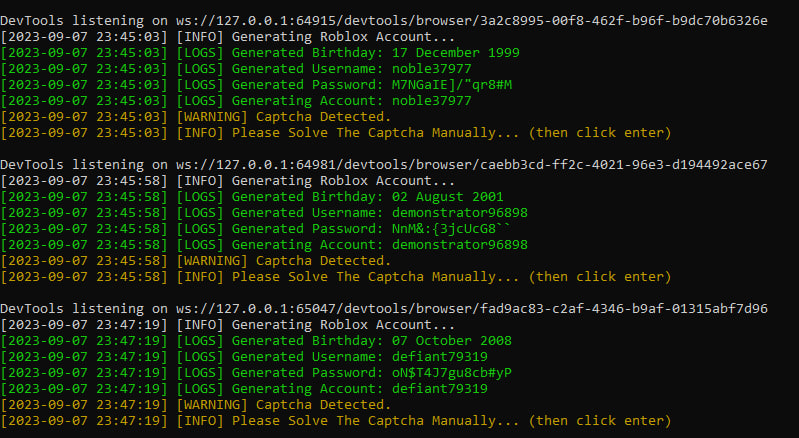 DevTools listening on ws://127.0.0.1:64915/devtools/browser/3a2c8995-00f8-462f-b96f-b9dc70b6326e
[2023-09-07 23:45:03] [INFO] Generating Roblox Account...
[2023-09-07 23:45:03] [LOGS] Generated Birthday: 17 December 1999
[2023-09-07 23:45:03] [LOGS] Generated Username: noble37977
[2023-09-07 23:45:03] [LOGS] Generated Password: M7NGaIE]/"qr8#M
[2023-09-07 23:45:03] [LOGS] Generating Account: noble37977
[2023-09-07 23:45:03] [WARNING] Captcha Detected.
[2023-09-07 23:45:03] [INFO] Please Solve The Captcha Manually... (then click enter)
DevTools listening on ws://127.0.0.1:64981/devtools/browser/caebb3cd-ff2c-4021-96e3-d194492ace67
[2023-09-07 23:45:58] [INFO] Generating Roblox Account...
[2023-09-07 23:45:58] [LOGS] Generated Birthday: 02 August 2001
[2023-09-07 23:45:58] [LOGS] Generated Username: demonstrator96898
[2023-09-07 23:45:58] [LOGS] Generated Password: NnM&:{3jcUcG8``
[2023-09-07 23:45:58] [LOGS] Generating Account: demonstrator96898
[2023-09-07 23:45:58] [WARNING] Captcha Detected.
[2023-09-07 23:45:58] [INFO] Please Solve The Captcha Manually... (then click enter)
DevTools listening on ws://127.0.0.1:65047/devtools/browser/fad9ac83-c2af-4346-b9af-01315abf7d96
[2023-09-07 23:47:19] [INFO] Generating Roblox Account...
[2023-09-07 23:47:19] [LOGS] Generated Birthday: 07 October 2008
[2023-09-07 23:47:19] [LOGS] Generated Username: defiant79319
[2023-09-07 23:47:19] [LOGS] Generated Password: oN$T4J7gu8cb#yP
[2023-09-07 23:47:19] [LOGS] Generating Account: defiant79319
[2023-09-07 23:47:19] [WARNING] Captcha Detected.
[2023-09-07 23:47:19] [INFO] Please Solve The Captcha Manually... (then click enter)